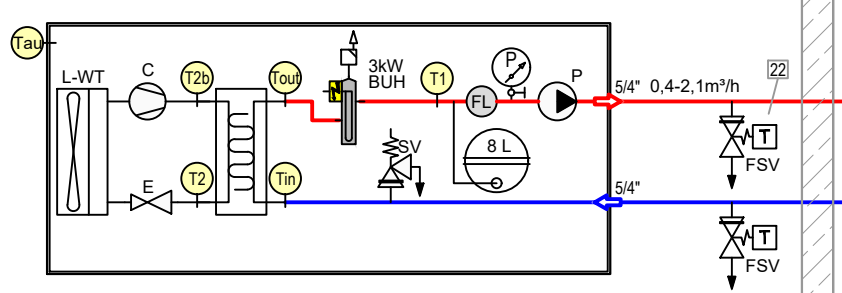 Tau
L-WT
C
T2b
Tout
3kW
BUH
T1
P
FL
P
5/4" 0,4-2,1m³/h
22
T
FSV
SV
8 L
E
T2
Tin
5/4"
T
FSV